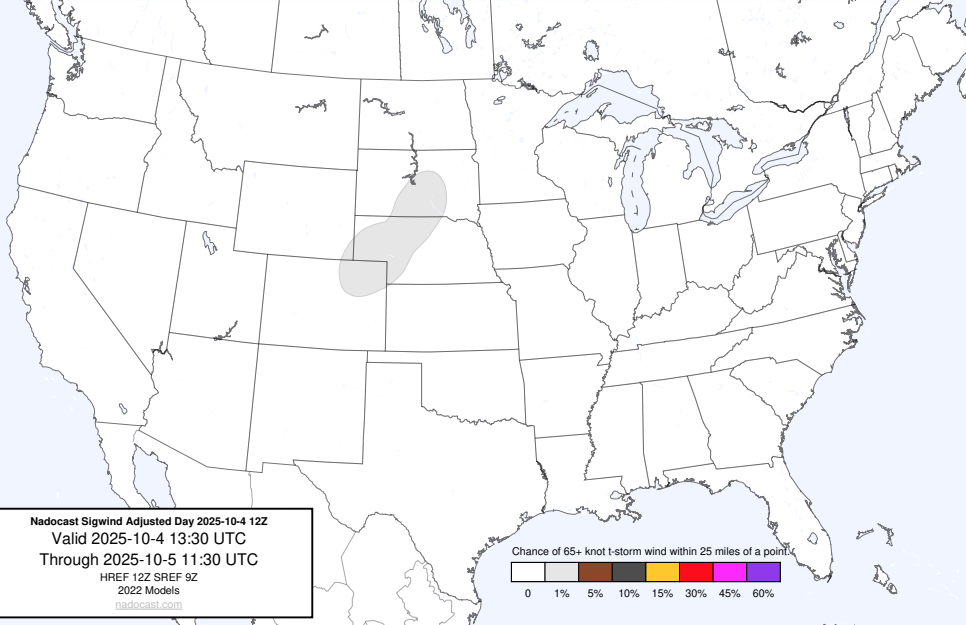 Nadocast Sigwind Adjusted Day 2025-10-4 12Z
Valid 2025-10-4 13:30 UTC
Through 2025-10-5 11:30 UTC
HREF 12Z SREF 9Z
2022 Models
nadocast.com
Chance of 65+ knot t-storm wind within 25 miles of a point.
0 1% 5% 10% 15% 30% 45% 60%